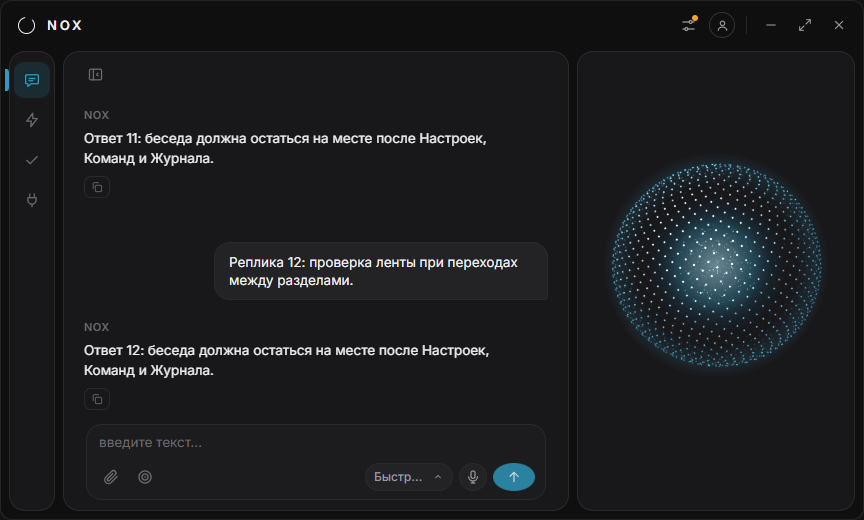 NOX
NOX
Ответ 11: беседа должна остаться на месте после Настроек,
Команд и Журнала.
Реплика 12: проверка ленты при переходах
между разделами.
NOX
Ответ 12: беседа должна остаться на месте после Настроек,
Команд и Журнала.
введите текст...
Быстр...